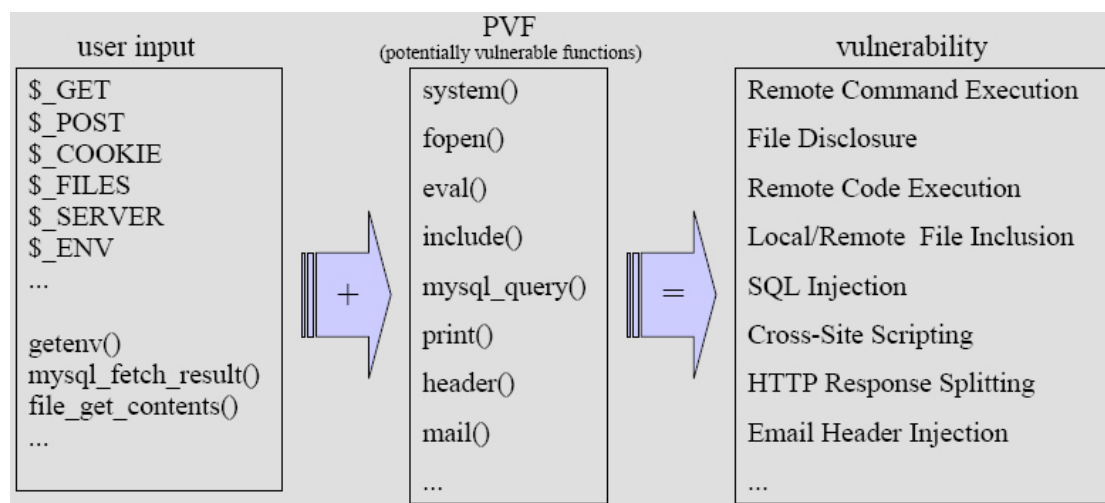 user input
$_GET
$_POST
$_COOKIE
$_FILES
$_SERVER
$_ENV
...
getenv()
mysql_fetch_result()
file_get_contents()
...
+
PVF
(potentially vulnerable functions)
system()
fopen()
eval()
include()
mysql_query()
print()
header()
mail()
...
=
vulnerability
Remote Command Execution
File Disclosure
Remote Code Execution
Local/Remote File Inclusion
SQL Injection
Cross-Site Scripting
HTTP Response Splitting
Email Header Injection
...